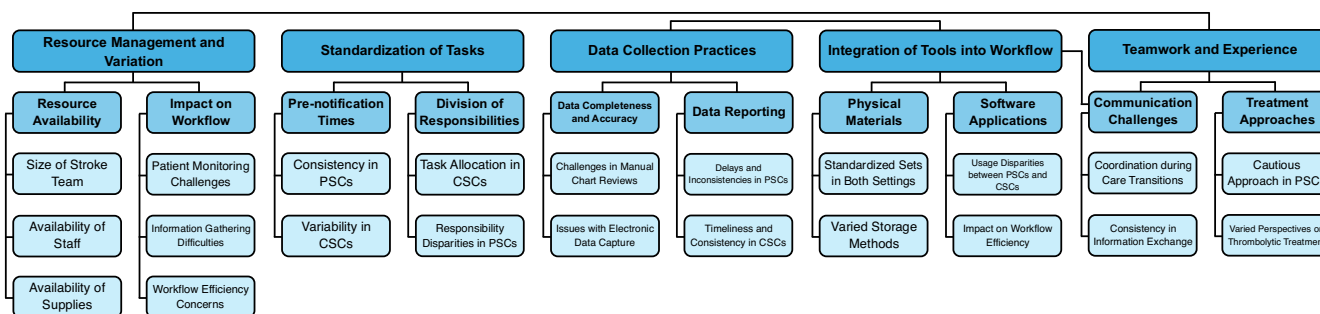 Resource Management and
Variation
Standardization of Tasks
Data Collection Practices
Integration of Tools into Workflow
Teamwork and Experience
Resource
Availability
Impact on
Workflow
Pre-notification
Times
Division of
Responsibilities
Data Completeness
and Accuracy
Data Reporting
Physical
Materials
Software
Applications
Communication
Challenges
Treatment
Approaches
Size of Stroke
Team
Patient Monitoring
Challenges
Consistency in
PSCs
Task Allocation in
CSCs
Challenges in Manual
Chart Reviews
Delays and
Inconsistencies in PSCs
Standardized Sets
in Both Settings
Usage Disparities
between PSCs and
CSCs
Coordination during
Care Transitions
Cautious
Approach in PSC
Availability of
Staff
Information Gathering
Difficulties
Variability in
CSCs
Responsibility
Disparities in PSCs
Issues with Electronic
Data Capture
Timeliness and
Consistency in CSCs
Varied Storage
Methods
Impact on Workflow
Efficiency
Consistency in
Information Exchange
Varied Perspectives on
Thrombolytic Treatmen
Availability of
Supplies
Workflow Efficiency
Concerns